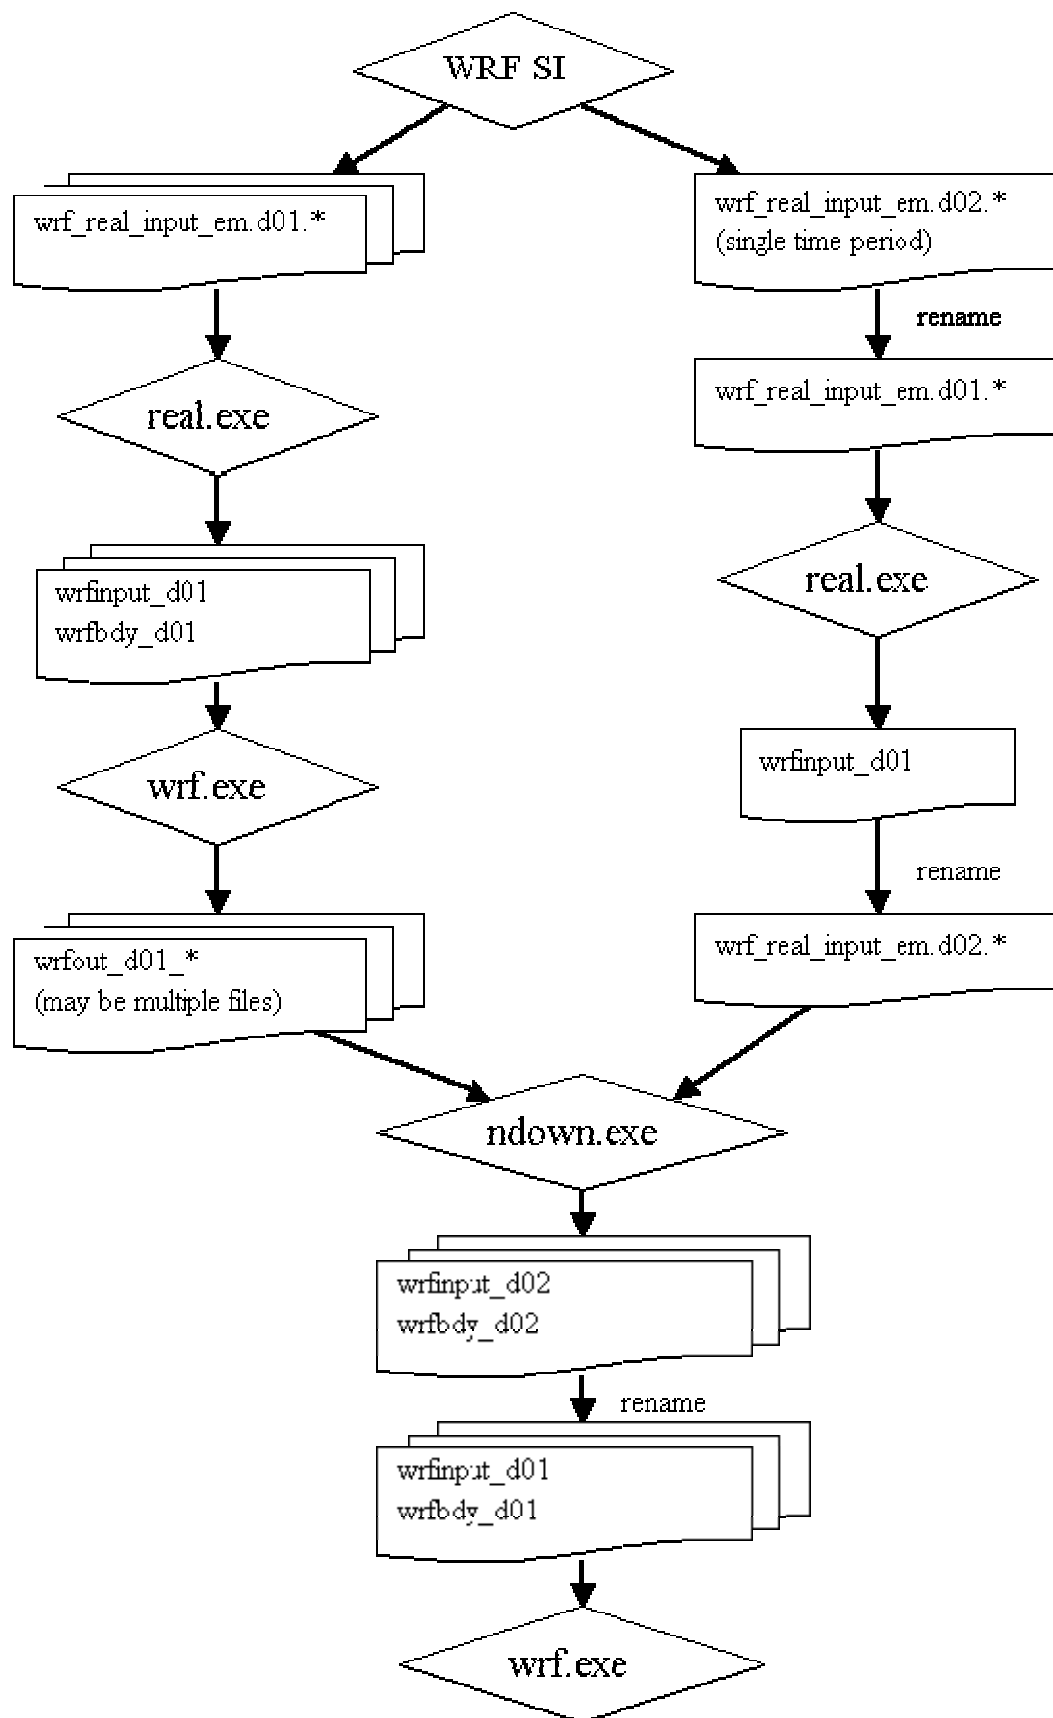 WRF SI
wrf_real_input_em.d01.*
wrf_real_input_em.d02.*
(single time period)
rename
wrf_real_input_em.d01.*
real.exe
wrfinput_d01
wrfbdy_d01
real.exe
wrf.exe
wrfinput_d01
rename
wrfout_d01_*
(may be multiple files)
wrf_real_input_em.d02.*
ndown.exe
wrfinput_d02
wrfbdy_d02
rename
wrfinput_d01
wrfbdy_d01
wrf.exe